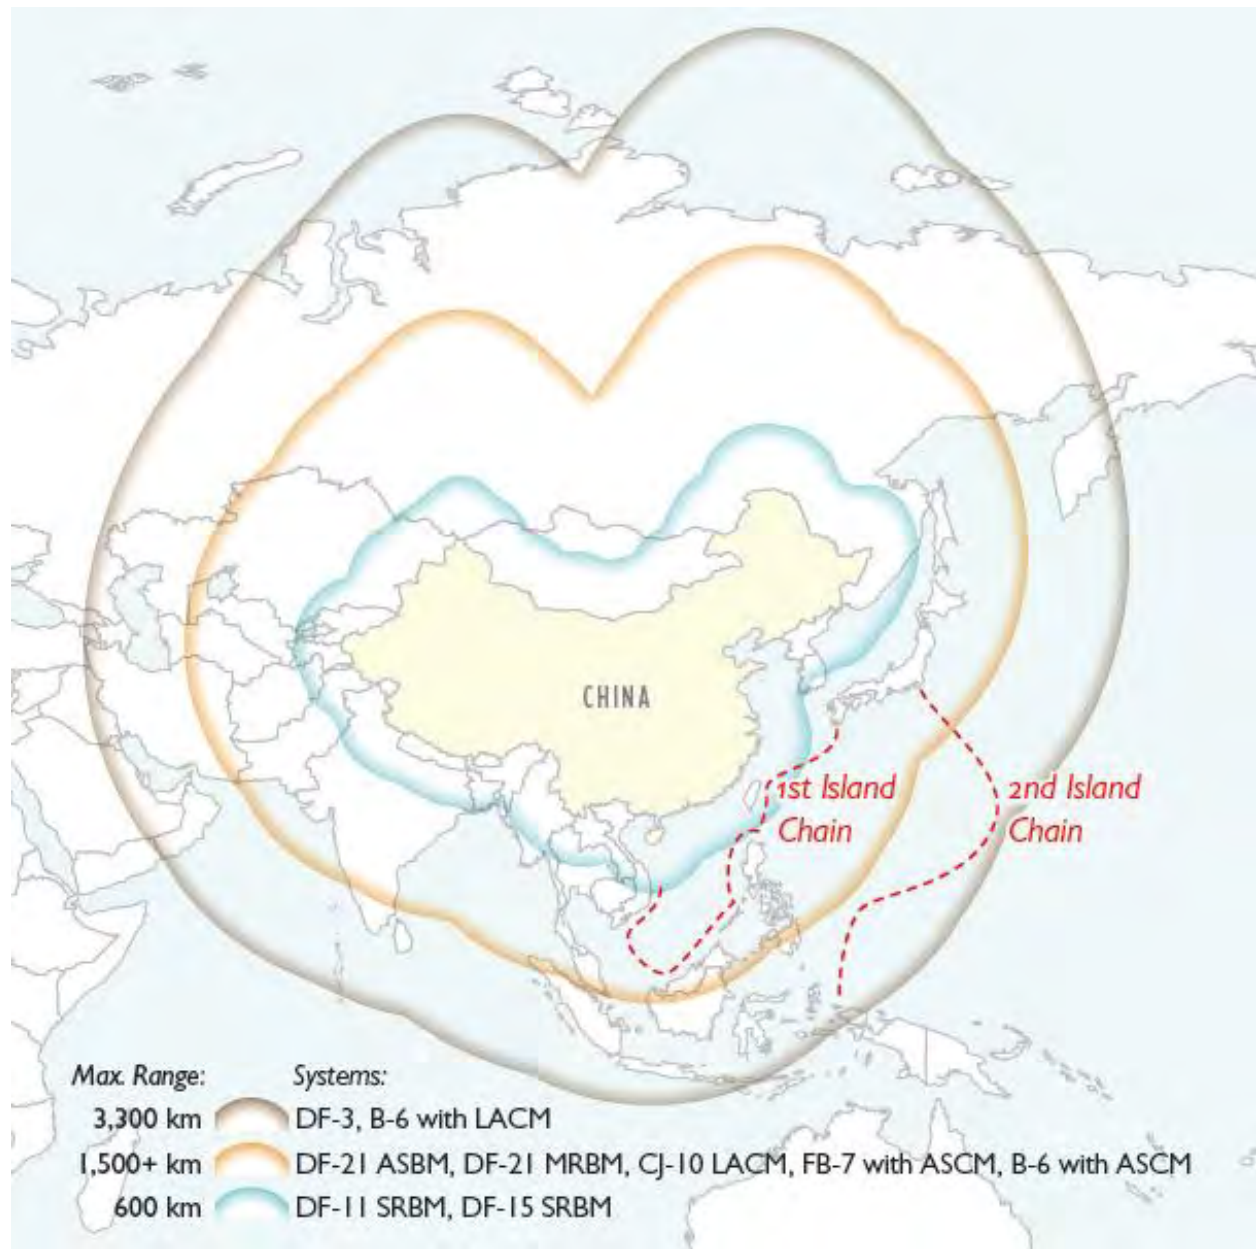 CHINA
1st Island
Chain
2nd Island
Chain
Max. Range: Systems:
3,300 km DF-3, B-6 with LACM
1,500+ km DF-21 ASBM, DF-21 MRBM, CJ-10 LACM, FB-7 with ASCM, B-6 with ASCM
600 km DF-11 SRBM, DF-15 SRBM